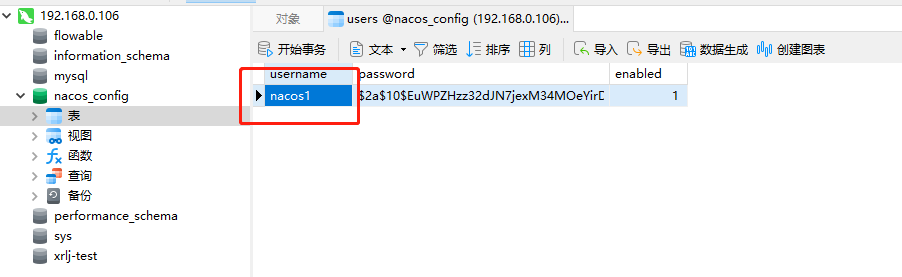 192.168.0.106
flowable
information_schema
mysql
nacos_config
表
视图
函数
查询
备份
performance_schema
sys
xrlj-test
对象 users @nacos_config (192.168.0.106)...
开始事务 文本 筛选 排序 列 导入 导出 数据生成 创建图表
username password enabled
nacos1 $2a$10$EuWPZHzz32dJN7jexM34MOeYirD 1